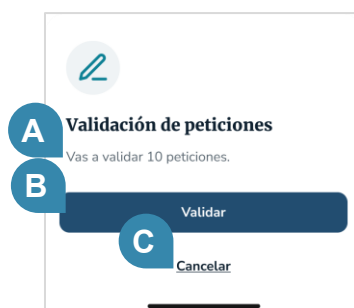 A
Validación de peticiones
Vas a validar 10 peticiones.
B
Validar
C
Cancelar